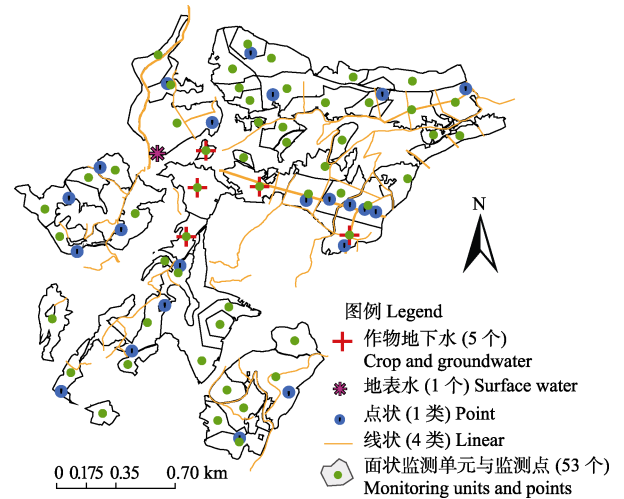 N
图例 Legend
作物地下水 (5 个)
Crop and groundwater
地表水 (1 个) Surface water
点状 (1 类) Point
线状 (4 类) Linear
面状监测单元与监测点 (53 个)
Monitoring units and points
0 0.175 0.35 0.70 km